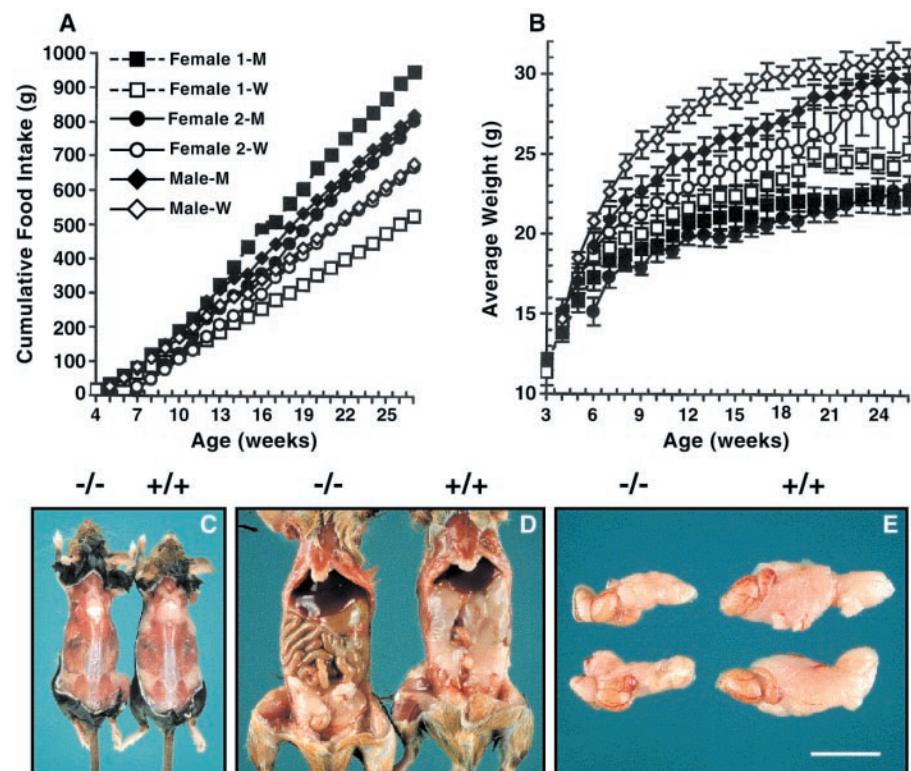 A
Cumulative Food Intake (g)
1000
900
800
700
600
500
400
300
200
100
0
Female 1-M
Female 1-W
Female 2-M
Female 2-W
Male-M
Male-W
4 7 10 13 16 19 22 25
Age (weeks)
B
Average Weight (g)
30
25
20
15
10
3 6 9 12 15 18 21 24
Age (weeks)
-/- +/+
C
-/- +/+
D
-/- +/+
E